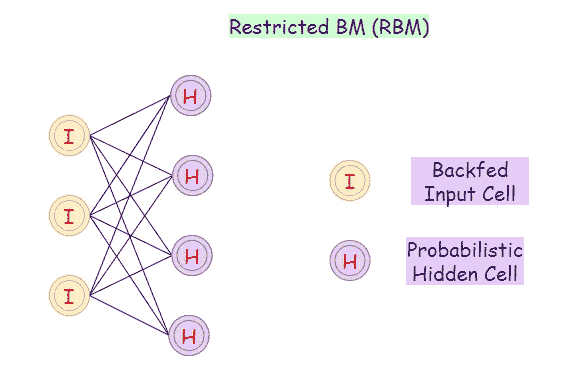 Restricted BM (RBM)
H
I
H
I
H
I
H
I
Backfed
Input Cell
H
Probabilistic
Hidden Cell